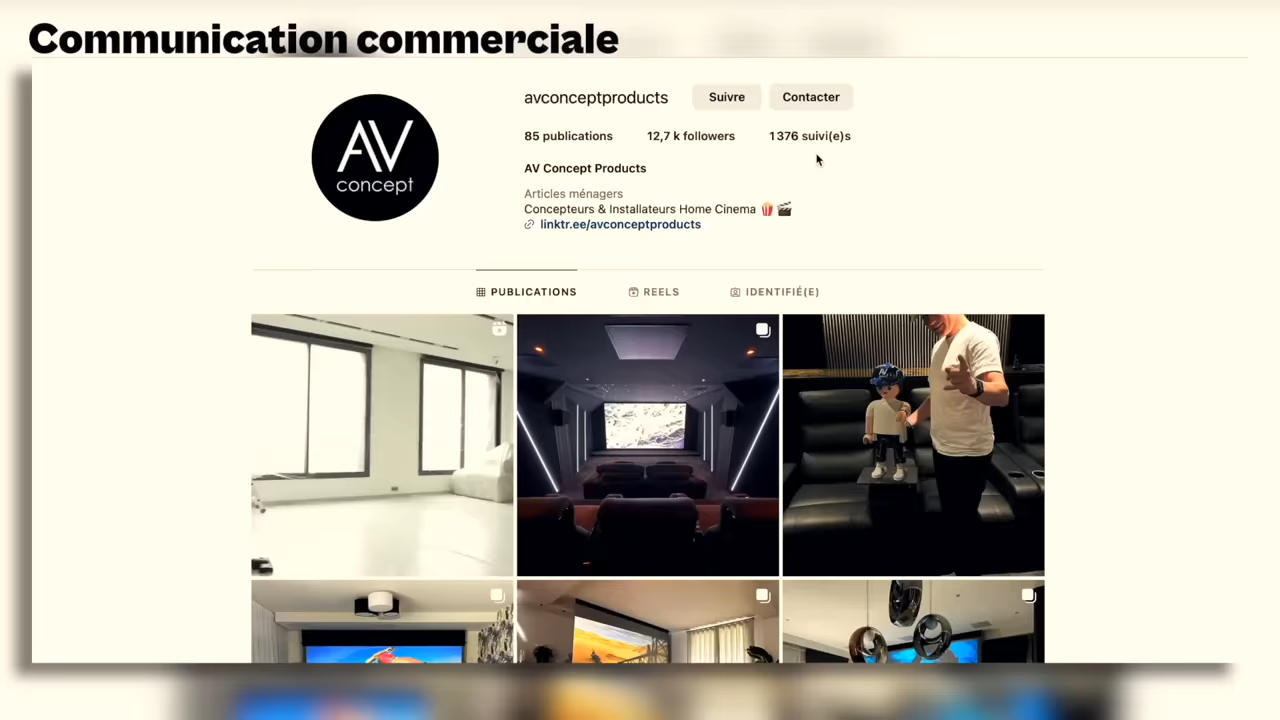 Communication commerciale
AV
concept
avconceptproducts Suivre Contacter
85 publications 12,7 k followers 1 376 suivi(e)s
AV Concept Products
Articles ménagers
Concepteurs & Installateurs Home Cinema 🍿 🎬
linktr.ee/avconceptproducts
PUBLICATIONS REELS IDENTIFIÉ(E)
AV